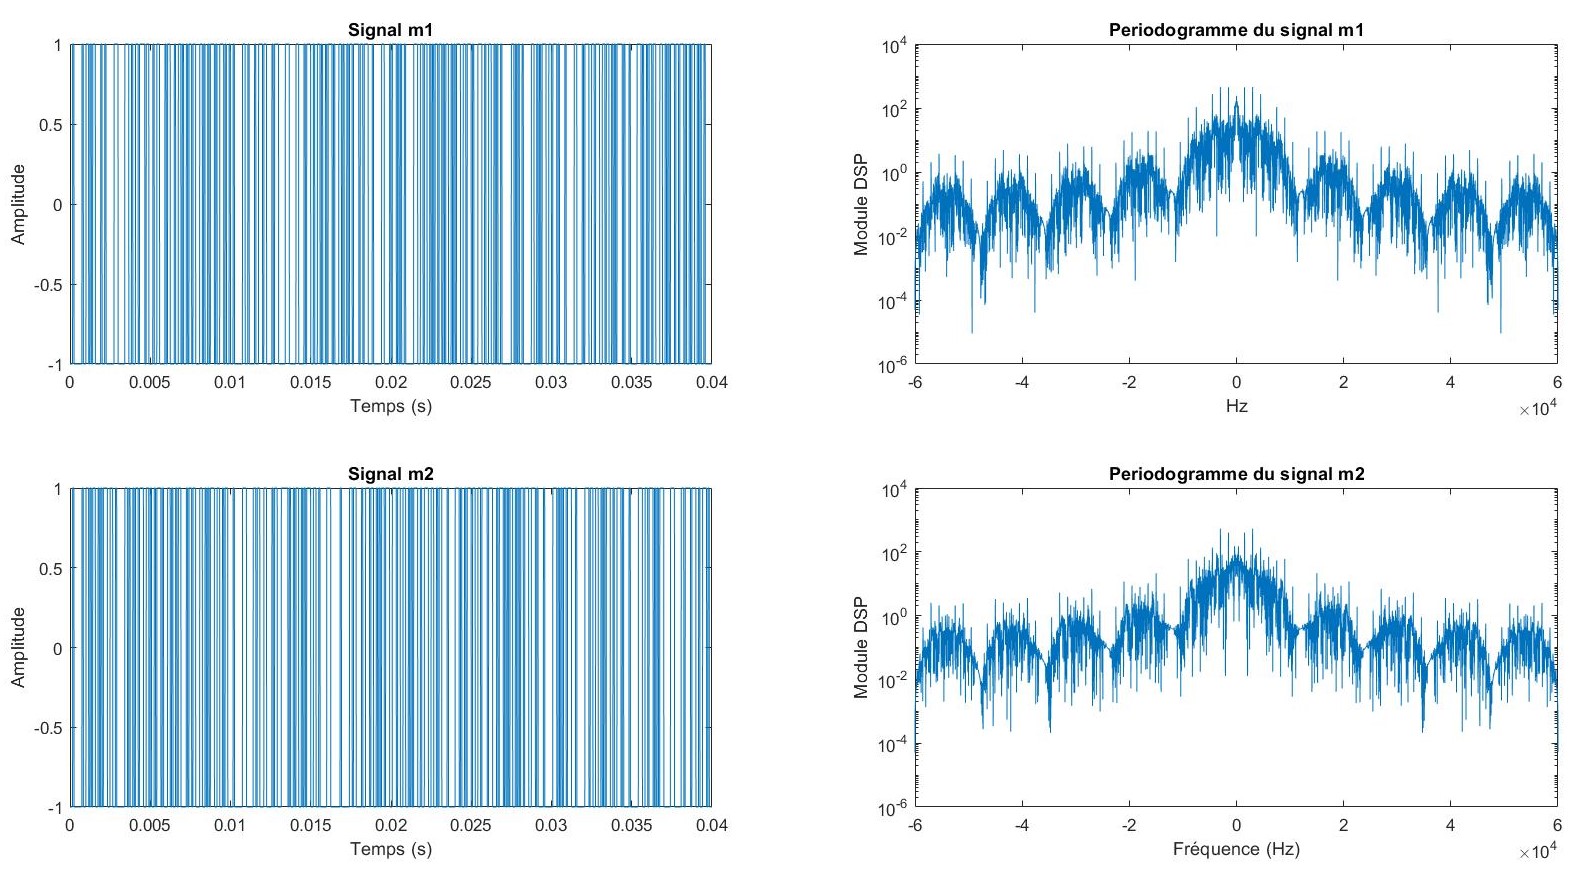 Signal m1
1
0.5
0
-0.5
-1
Amplitude
0 0.005 0.01 0.015 0.02 0.025 0.03 0.035 0.04
Temps (s)
Periodogramme du signal m1
10^4
10^2
10^0
10^-2
10^-4
10^-6
Module DSP
-6 -4 -2 0 2 4 6
Hz
×10^4
Signal m2
1
0.5
0
-0.5
-1
Amplitude
0 0.005 0.01 0.015 0.02 0.025 0.03 0.035 0.04
Temps (s)
Periodogramme du signal m2
10^4
10^2
10^0
10^-2
10^-4
10^-6
Module DSP
-6 -4 -2 0 2 4 6
Fréquence (Hz)
×10^4